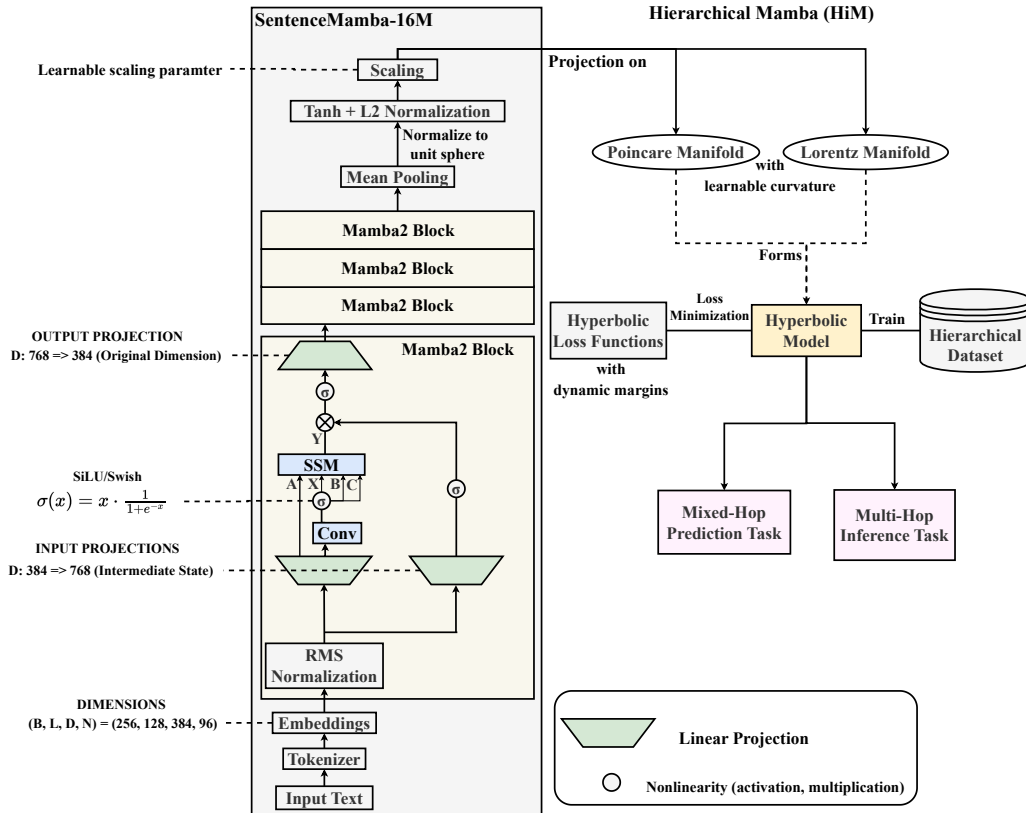 SentenceMamba-16M
Hierarchical Mamba (HiM)
Learnable scaling paramter
Scaling
Projection on
Tanh + L2 Normalization
Normalize to
unit sphere
Mean Pooling
Poincare Manifold
Lorentz Manifold
with
learnable curvature
Mamba2 Block
Mamba2 Block
Mamba2 Block
Forms
Hyperbolic
Loss Functions
with
dynamic margins
Loss
Minimization
Hyperbolic
Model
Train
Hierarchical
Dataset
OUTPUT PROJECTION
D: 768 => 384 (Original Dimension)
Mamba2 Block
σ
Y
SSM
A X B C
SiLU/Swish
σ(x) = x · 1/(1+e^{-x})
σ
σ
Conv
INPUT PROJECTIONS
D: 384 => 768 (Intermediate State)
Mixed-Hop
Prediction Task
Multi-Hop
Inference Task
RMS
Normalization
DIMENSIONS
(B, L, D, N) = (256, 128, 384, 96)
Embeddings
Tokenizer
Input Text
Linear Projection
Nonlinearity (activation, multiplication)